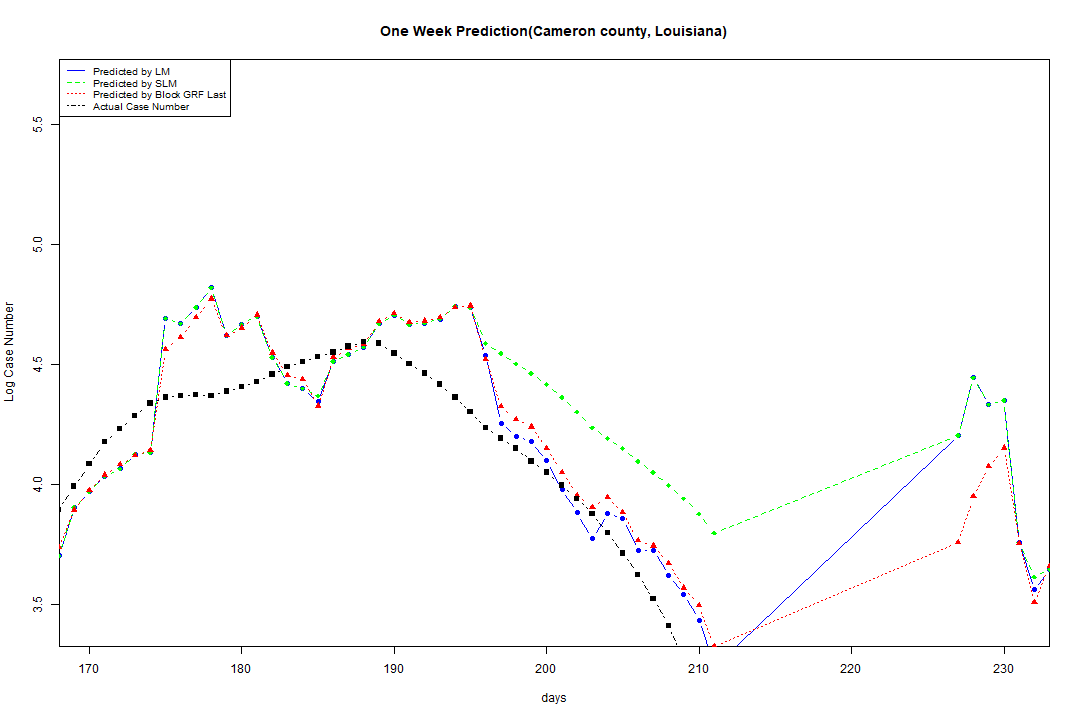 One Week Prediction(Cameron county, Louisiana)
Predicted by LM
Predicted by SLM
Predicted by Block GRF Last
Actual Case Number
Log Case Number
5.5
5.0
4.5
4.0
3.5
170 180 190 200 210 220 230
days